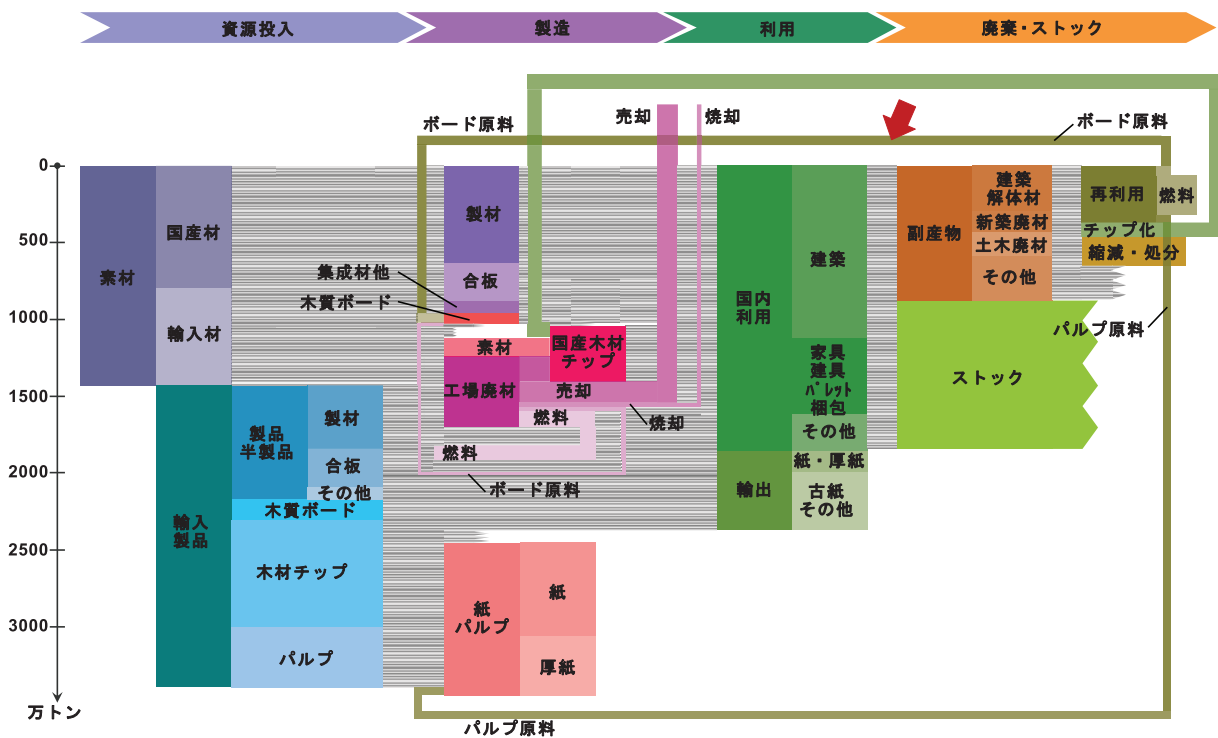 資源投入
製造
利用
廃棄・ストック
売却
焼却
ボード原料
ボード原料
0
500
1000
1500
2000
2500
3000
万トン
素材
国産材
輸入材
輸入
製品
製品
半製品
製材
合板
その他
木質ボード
木材チップ
パルプ
製材
合板
集成材他
木質ボード
素材
国産木材
チップ
工場廃材
売却
燃料
焼却
燃料
ボード原料
紙
パルプ
紙
厚紙
パルプ原料
国内
利用
建築
家具
建具
パレット
梱包
その他
輸出
紙・厚紙
古紙
その他
副産物
建築
解体材
新築廃材
土木廃材
その他
ストック
再利用
燃料
チップ化
縮減・処分
パルプ原料